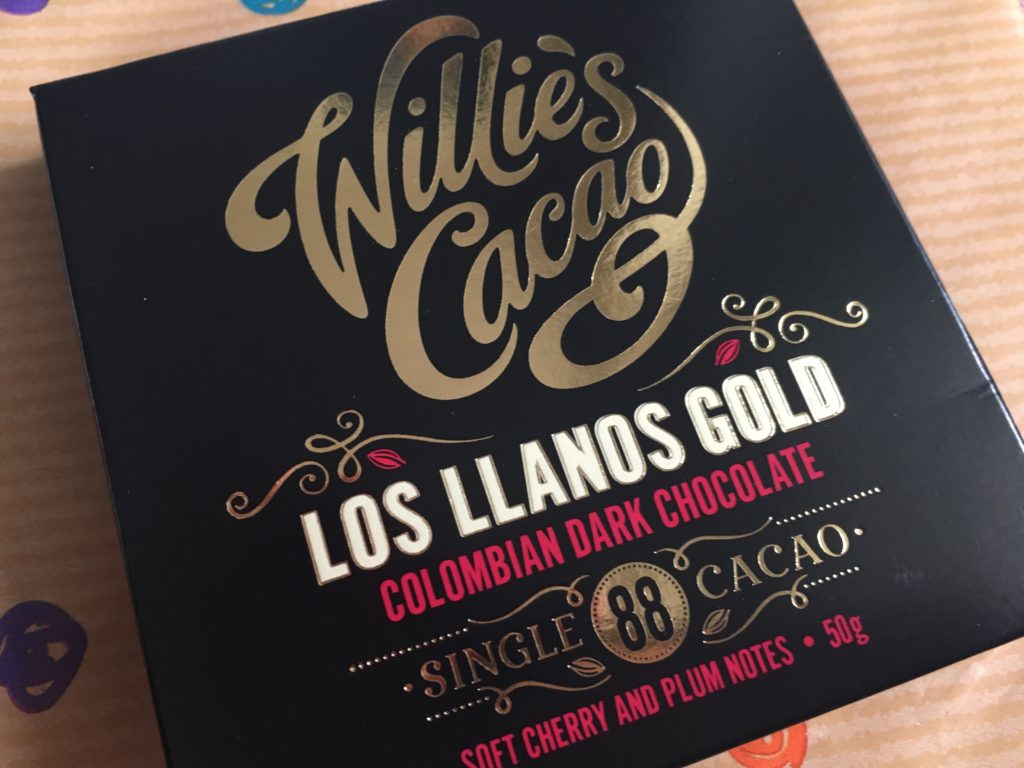 Willie's
Cacao
LOS LLANOS GOLD
COLOMBIAN DARK CHOCOLATE
·SINGLE 88 CACAO·
SOFT CHERRY AND PLUM NOTES • 50g